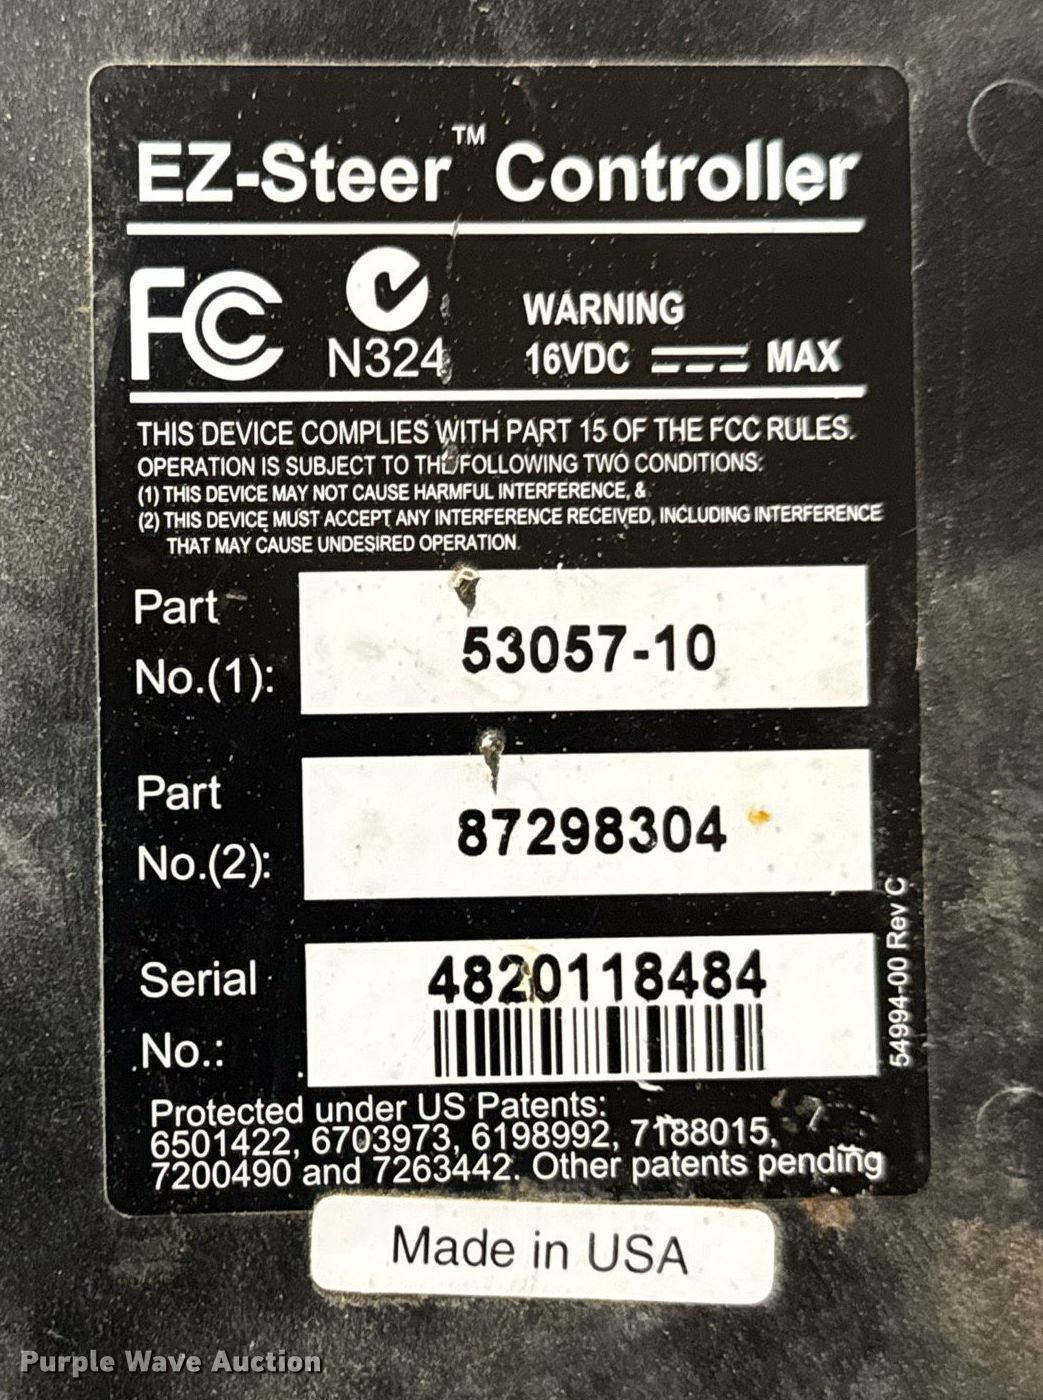 EZ-Steer™ Controller
FC
N324
WARNING
16VDC MAX
THIS DEVICE COMPLIES WITH PART 15 OF THE FCC RULES.
OPERATION IS SUBJECT TO THE FOLLOWING TWO CONDITIONS:
(1) THIS DEVICE MAY NOT CAUSE HARMFUL INTERFERENCE, &
(2) THIS DEVICE MUST ACCEPT ANY INTERFERENCE RECEIVED, INCLUDING INTERFERENCE
THAT MAY CAUSE UNDESIRED OPERATION.
Part
No.(1):
53057-10
Part
No.(2):
87298304
Serial
No.:
4820118484
54994-00 Rev C
Protected under US Patents:
6501422, 6703973, 6198992, 7188015,
7200490 and 7263442. Other patents pending
Made in USA
Purple Wave Auction